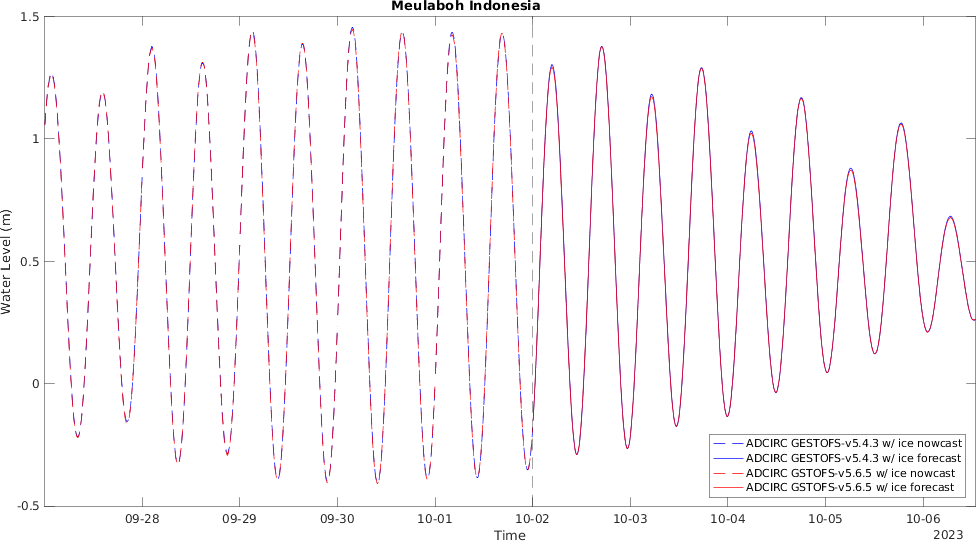 Meulaboh Indonesia
Water Level (m)
1.5
1
0.5
0
-0.5
ADCIRC GESTOFS-v5.4.3 w/ ice nowcast
ADCIRC GESTOFS-v5.4.3 w/ ice forecast
ADCIRC GSTOFS-v5.6.5 w/ ice nowcast
ADCIRC GSTOFS-v5.6.5 w/ ice forecast
09-28 09-29 09-30 10-01 10-02 10-03 10-04 10-05 10-06
Time
2023